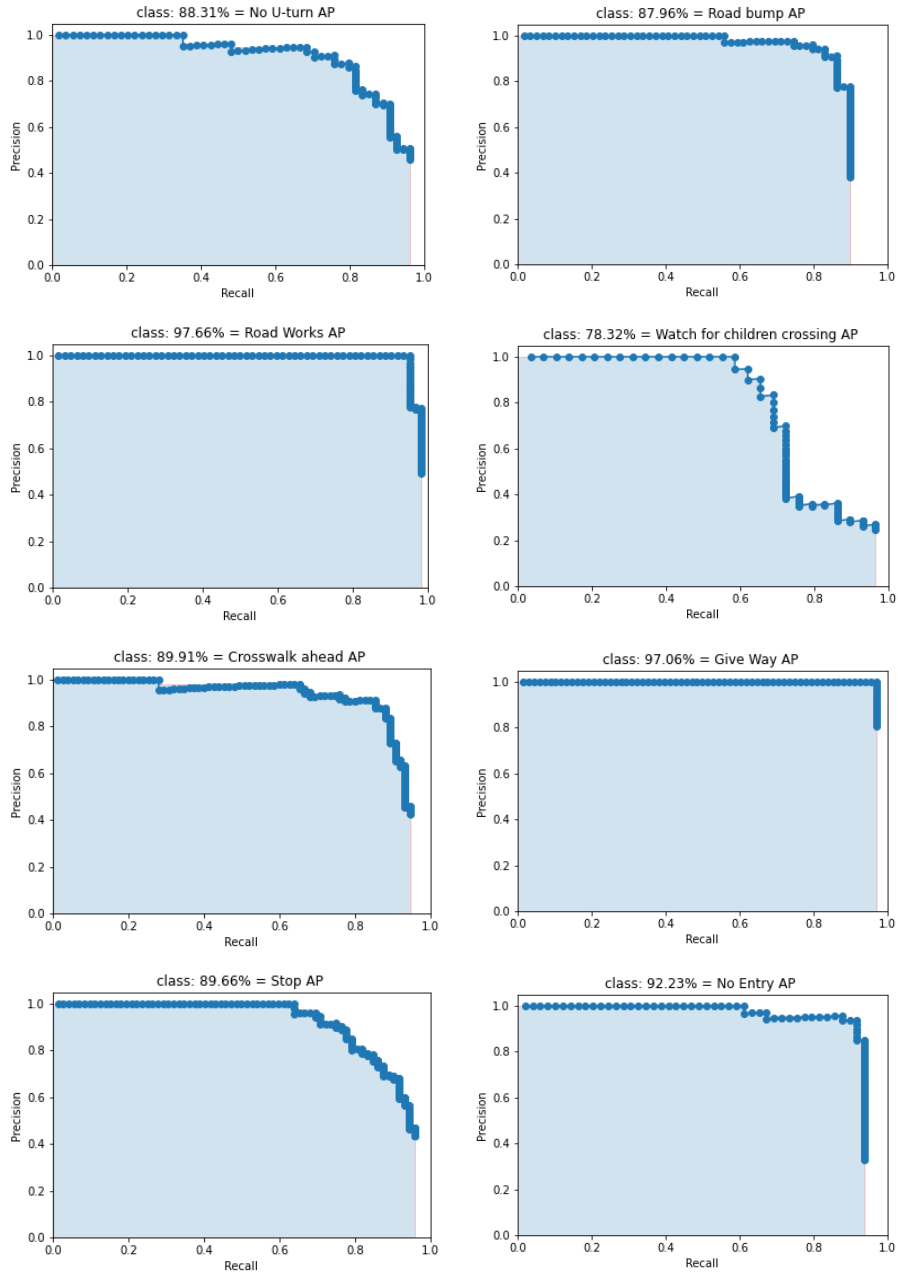 class: 88.31% = No U-turn AP
Precision
1.0
0.8
0.6
0.4
0.2
0.0
0.0 0.2 0.4 0.6 0.8 1.0
Recall
class: 87.96% = Road bump AP
Precision
1.0
0.8
0.6
0.4
0.2
0.0
0.0 0.2 0.4 0.6 0.8 1.0
Recall
class: 97.66% = Road Works AP
Precision
1.0
0.8
0.6
0.4
0.2
0.0
0.0 0.2 0.4 0.6 0.8 1.0
Recall
class: 78.32% = Watch for children crossing AP
Precision
1.0
0.8
0.6
0.4
0.2
0.0
0.0 0.2 0.4 0.6 0.8 1.0
Recall
class: 89.91% = Crosswalk ahead AP
Precision
1.0
0.8
0.6
0.4
0.2
0.0
0.0 0.2 0.4 0.6 0.8 1.0
Recall
class: 97.06% = Give Way AP
Precision
1.0
0.8
0.6
0.4
0.2
0.0
0.0 0.2 0.4 0.6 0.8 1.0
Recall
class: 89.66% = Stop AP
Precision
1.0
0.8
0.6
0.4
0.2
0.0
0.0 0.2 0.4 0.6 0.8 1.0
Recall
class: 92.23% = No Entry AP
Precision
1.0
0.8
0.6
0.4
0.2
0.0
0.0 0.2 0.4 0.6 0.8 1.0
Recall